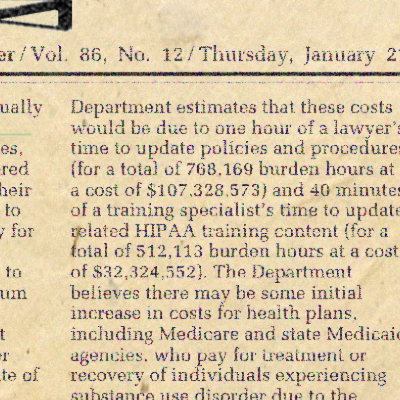 er / Vol. 86, No. 12 / Thursday, January 2
ually
es,
red
heir
to
y for
to
um
t
er
te of
Department estimates that these costs
would be due to one hour of a lawyer's
time to update policies and procedures
(for a total of 768,169 burden hours at
a cost of $107,328,573) and 40 minutes
of a training specialist's time to update
related HIPAA training content (for a
total of 512,113 burden hours at a cost
of $32,324,552). The Department
believes there may be some initial
increase in costs for health plans,
including Medicare and state Medicaid
agencies, who pay for treatment or
recovery of individuals experiencing
substance use disorder due to the